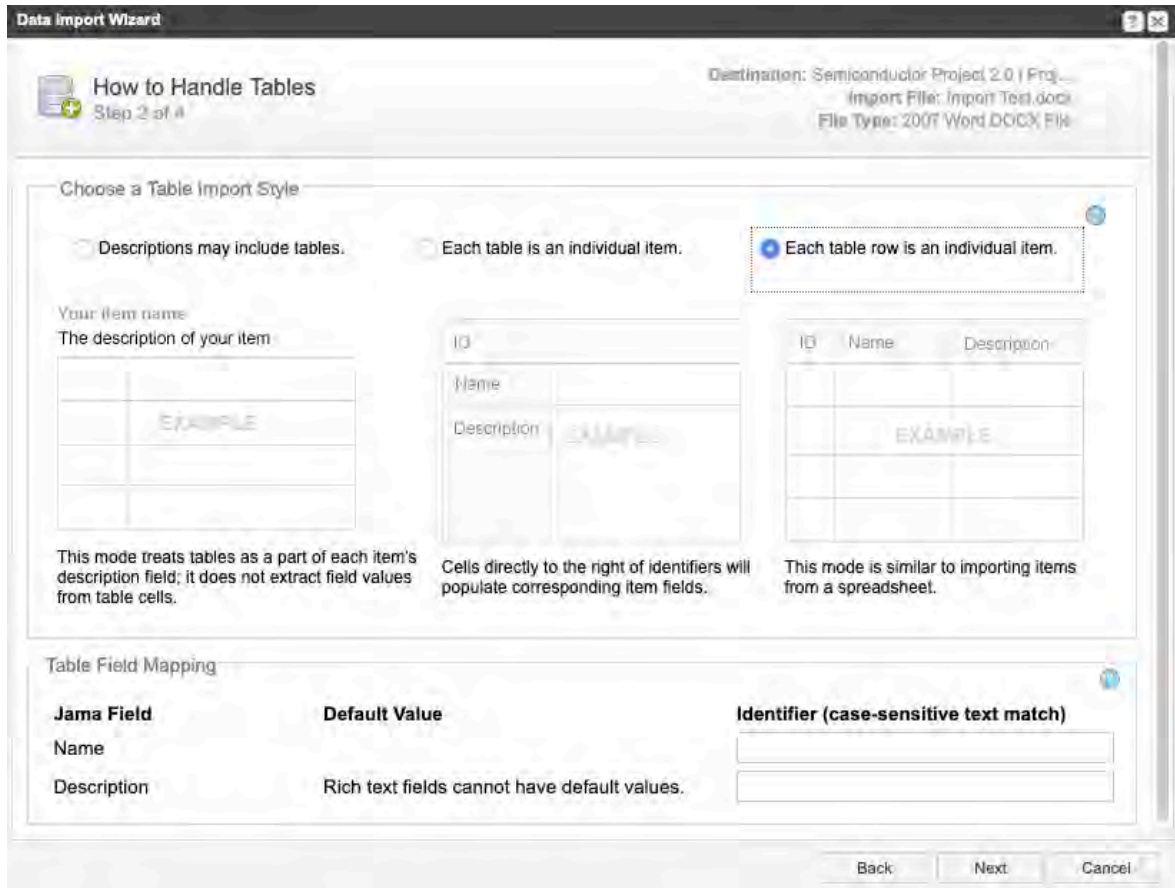 Data Import Wizard
How to Handle Tables
Step 2 of 4
Destination: Semiconductor Project 2.0 | Proj...
Import File: Import Test.docx
File Type: 2007 Word DOCX File
Choose a Table Import Style
Descriptions may include tables.
Each table is an individual item.
Each table row is an individual item.
Your item name
The description of your item
EXAMPLE
This mode treats tables as a part of each item's
description field; it does not extract field values
from table cells.
ID
Name
Description
EXAMPLE
Cells directly to the right of identifiers will
populate corresponding item fields.
ID Name Description
EXAMPLE
This mode is similar to importing items
from a spreadsheet.
Table Field Mapping
Jama Field Default Value Identifier (case-sensitive text match)
Name
Description Rich text fields cannot have default values.
Back Next Cancel